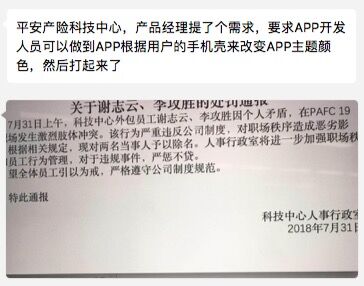 平安产险科技中心，产品经理提了个需求，要求APP开发
人员可以做到APP根据用户的手机壳来改变APP主题颜
色，然后打起来了
关于谢志云、李攻胜的处罚通报
7月31日上午，科技中心外包员工谢志云、李攻胜因个人矛盾，在PAFC 19
场发生激烈肢体冲突。该行为严重违反公司制度，对职场秩序造成恶劣影
根据相关规定，现对两名当事人予以除名。人事行政室将进一步加强职场秩
员工行为管理，对于违规事件，严惩不贷。
望全体员工引以为戒，严格遵守公司制度规范。
特此通报
科技中心人事行政室
2018年7月31日